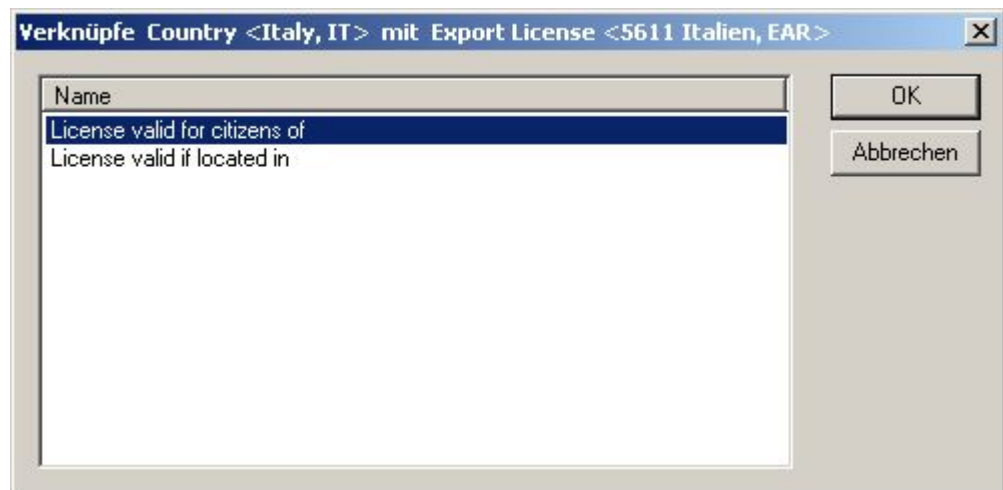 Verknüpfe Country <Italy, IT> mit Export License <5611 Italien, EAR>
Name
License valid for citizens of
License valid if located in
OK
Abbrechen